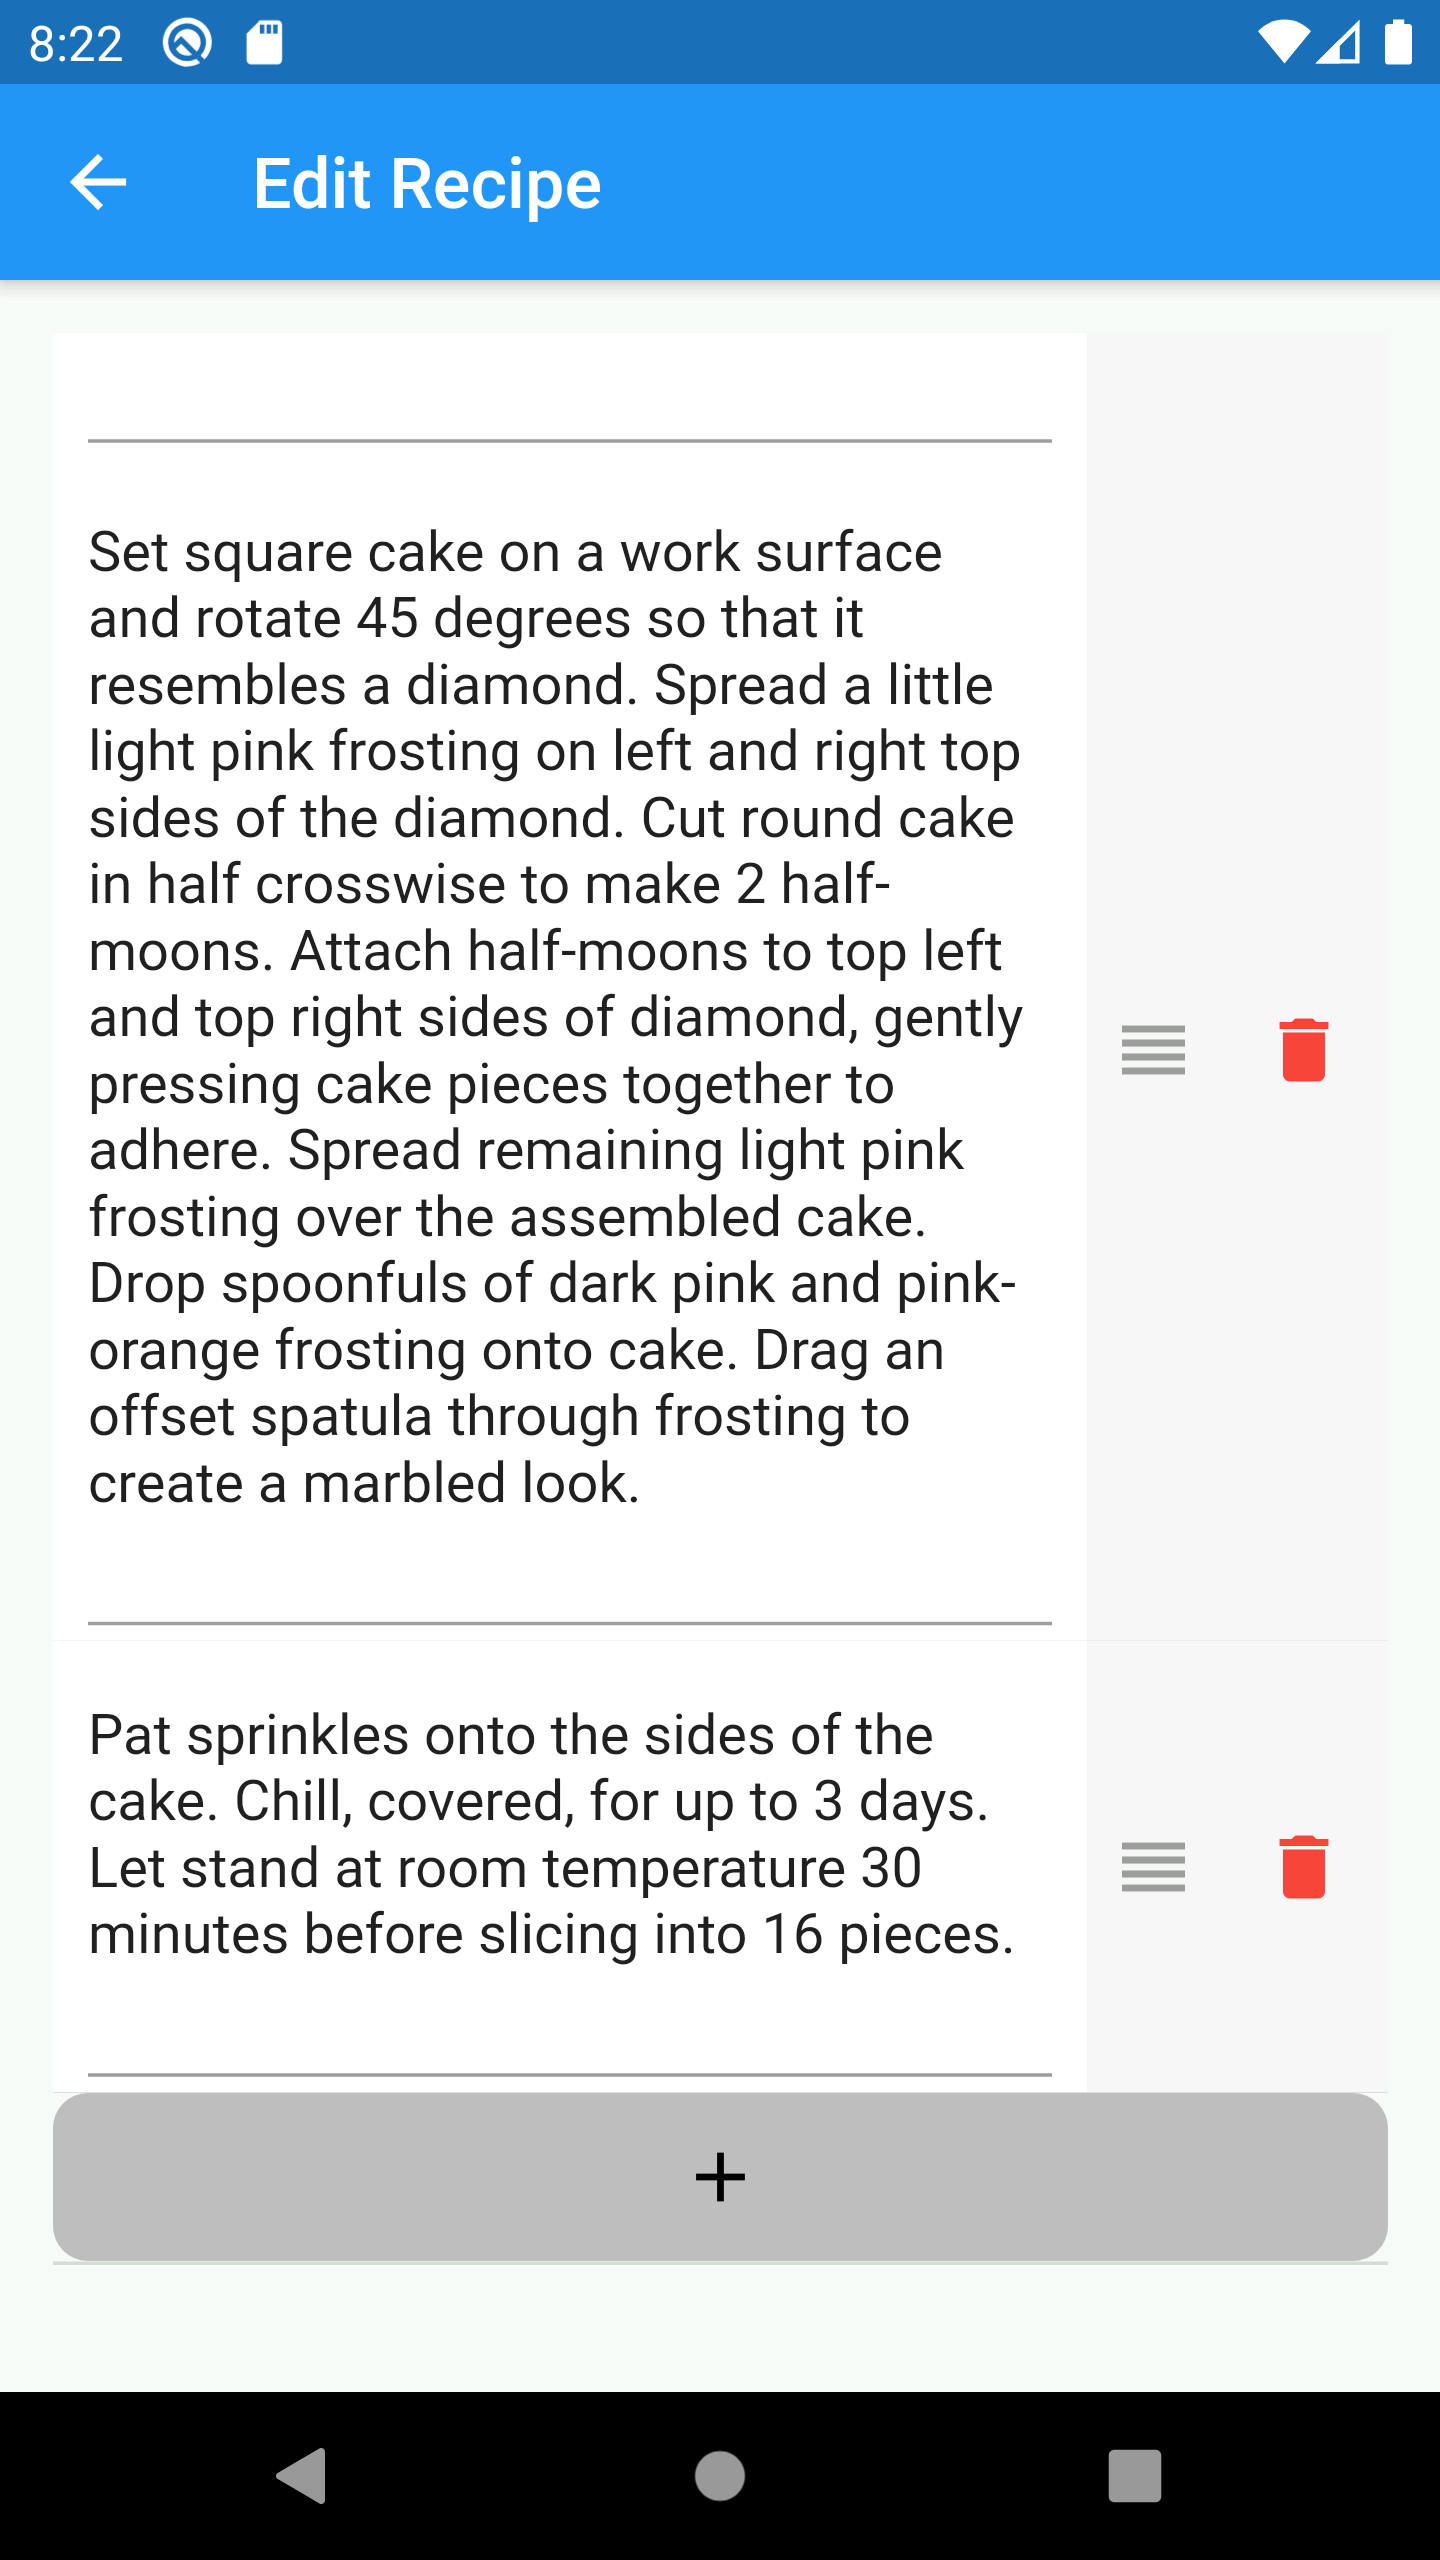 8:22
Edit Recipe
Set square cake on a work surface
and rotate 45 degrees so that it
resembles a diamond. Spread a little
light pink frosting on left and right top
sides of the diamond. Cut round cake
in half crosswise to make 2 half-
moons. Attach half-moons to top left
and top right sides of diamond, gently
pressing cake pieces together to
adhere. Spread remaining light pink
frosting over the assembled cake.
Drop spoonfuls of dark pink and pink-
orange frosting onto cake. Drag an
offset spatula through frosting to
create a marbled look.
Pat sprinkles onto the sides of the
cake. Chill, covered, for up to 3 days.
Let stand at room temperature 30
minutes before slicing into 16 pieces.